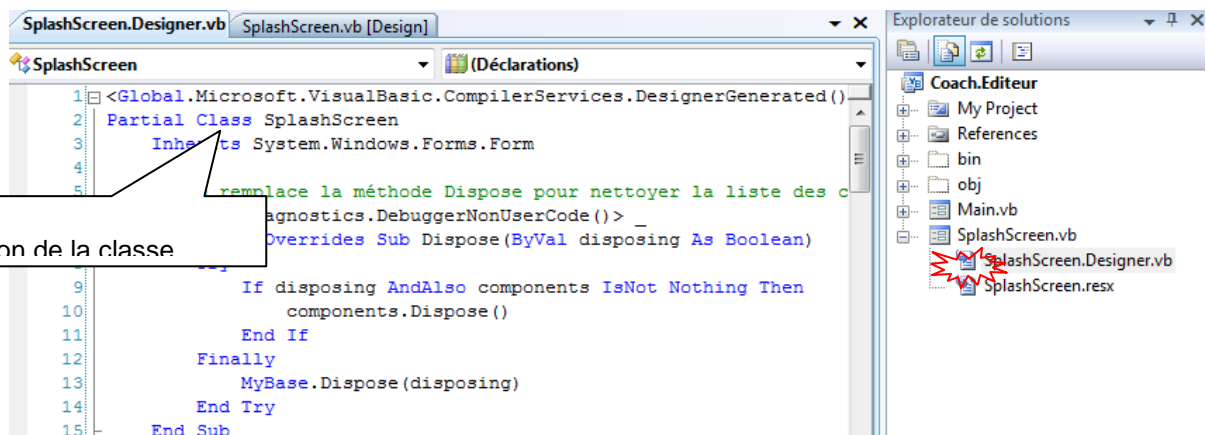 SplashScreen.Designer.vb SplashScreen.vb [Design]
SplashScreen (Déclarations)
1 <Global.Microsoft.VisualBasic.CompilerServices.DesignerGenerated()
2 Partial Class SplashScreen
3 Inherits System.Windows.Forms.Form
4
5 remplace la méthode Dispose pour nettoyer la liste des c
agnostics.DebuggerNonUserCode()> _
Overrides Sub Dispose(ByVal disposing As Boolean)
on de la classe
9 If disposing AndAlso components IsNot Nothing Then
10 components.Dispose()
11 End If
12 Finally
13 MyBase.Dispose(disposing)
14 End Try
15 End Sub
Explorateur de solutions
Coach.Editeur
My Project
References
bin
obj
Main.vb
SplashScreen.vb
SplashScreen.Designer.vb
SplashScreen.resx